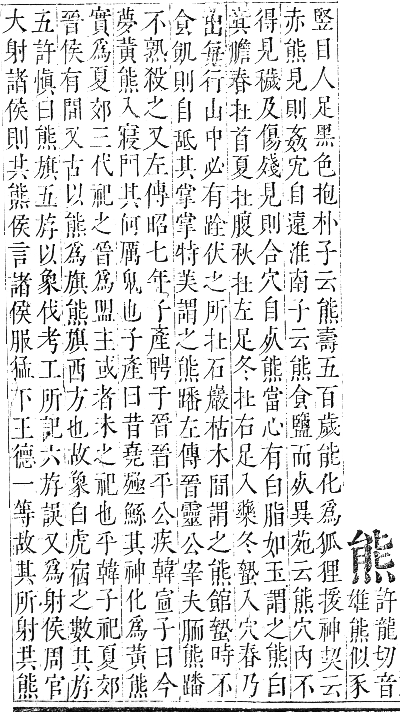 熊
許龍切音
雄熊似豕
豎目人足黑色抱朴子云熊壽五百歲能化為狐狸援神契云
赤熊見則姦宄自遠淮南子云熊食鹽而死異苑云熊穴內不
得見穢及傷殘見則合穴自死熊當心有白脂如玉謂之熊白
其膽春在首夏在腹秋在左足冬在右足入藥冬蟄入穴春乃
出每行山中必有跧伏之所在石巖枯木間謂之熊館蟄時不
食飢則自舐其掌掌特美謂之熊蹯左傳晉靈公宰夫胹熊蹯
不熟殺之又左傳昭七年子產聘于晉晉平公疾韓宣子曰今
夢黃熊入寢門其何厲鬼也子產曰昔堯殛鯀其神化為黃熊
實為夏郊三代祀之晉為盟主或者未之祀也乎韓子祀夏郊
晉侯有間又古以熊為旗熊旗西方也故象白虎宿之數其斿
五許慎曰熊旗五斿以象伐考工所記六斿誤又為射侯周官
大射諸侯則共熊侯言諸侯服猛下王德一等故其所射共熊